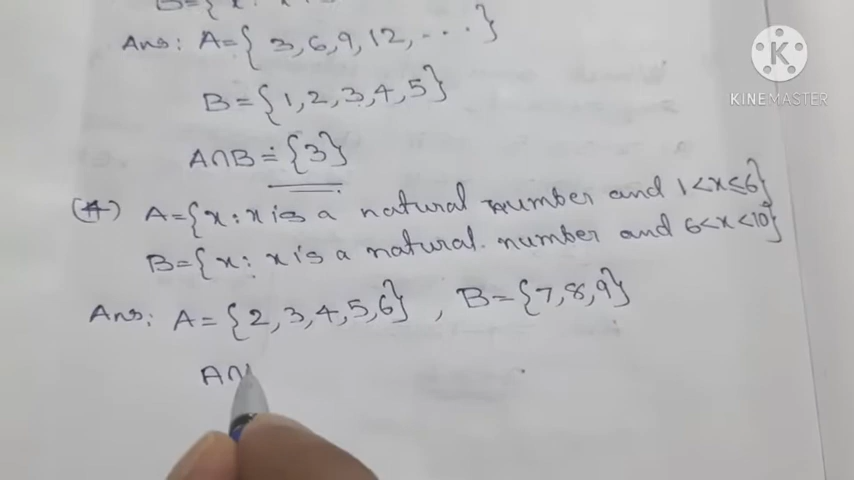 B={x: x is
Ans: A={3,6,9,12,...}
B={1,2,3,4,5}
A∩B={3}
(4) A={x:x is a natural number and 1<x≤6}
B={x: x is a natural number and 6<x<10}
Ans: A={2,3,4,5,6}, B={7,8,9}
A∩
K
KINEMASTER